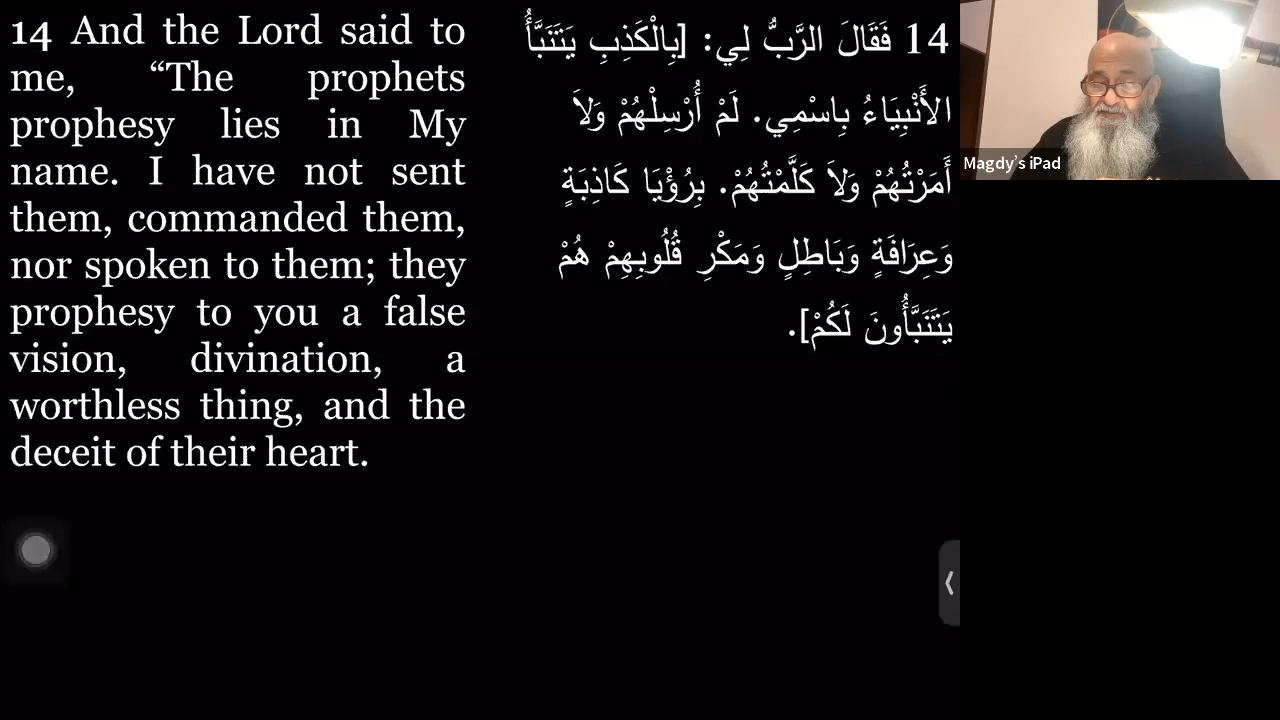 14 And the Lord said to
me, “The prophets
prophesy lies in My
name. I have not sent
them, commanded them,
nor spoken to them; they
prophesy to you a false
vision, divination, a
worthless thing, and the
deceit of their heart.
14 فَقَالَ الرَّبُّ لِي: [بِالْكَذِبِ يَتَنَبَّأُ
الأَنْبِيَاءُ بِاسْمِي. لَمْ أُرْسِلْهُمْ وَلاَ
أَمَرْتُهُمْ وَلاَ كَلَّمْتُهُمْ. بِرُؤْيَا كَاذِبَةٍ
وَعِرَافَةٍ وَبَاطِلٍ وَمَكْرِ قُلُوبِهِمْ هُمْ
يَتَنَبَّأُونَ لَكُمْ].
Magdy’s iPad